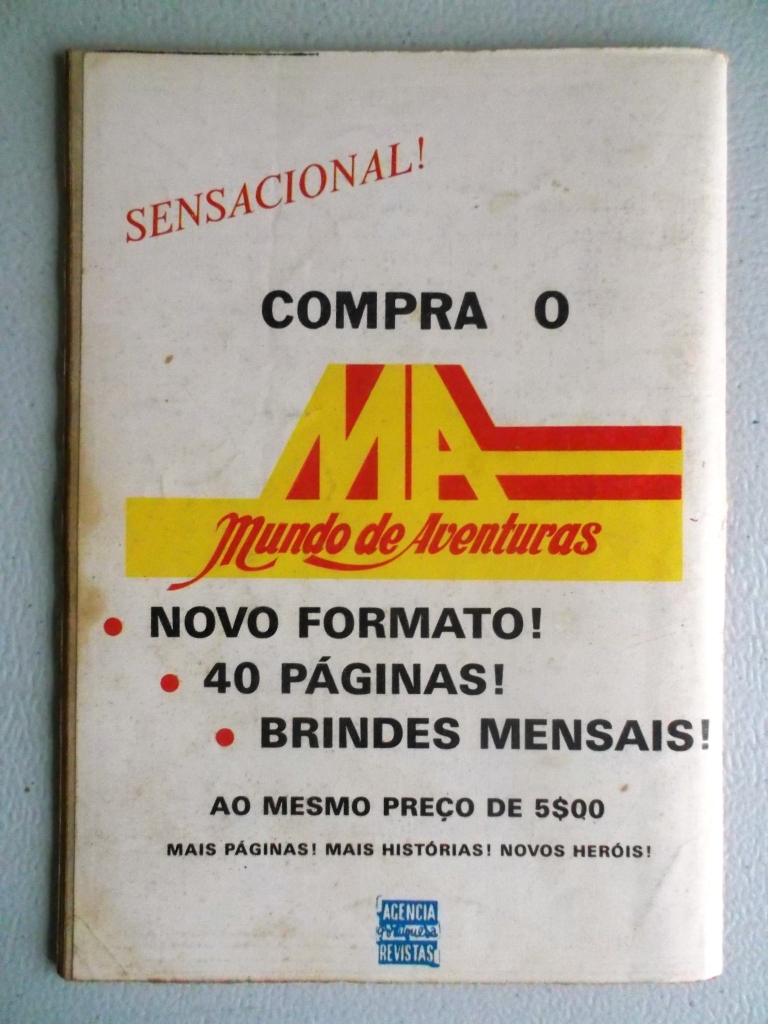 SENSACIONAL!
COMPRA O
MA
Mundo de Aventuras
• NOVO FORMATO!
• 40 PÁGINAS!
• BRINDES MENSAIS!
AO MESMO PREÇO DE 5$00
MAIS PÁGINAS! MAIS HISTÓRIAS! NOVOS HERÓIS!
AGENCIA
portuguesa
REVISTAS